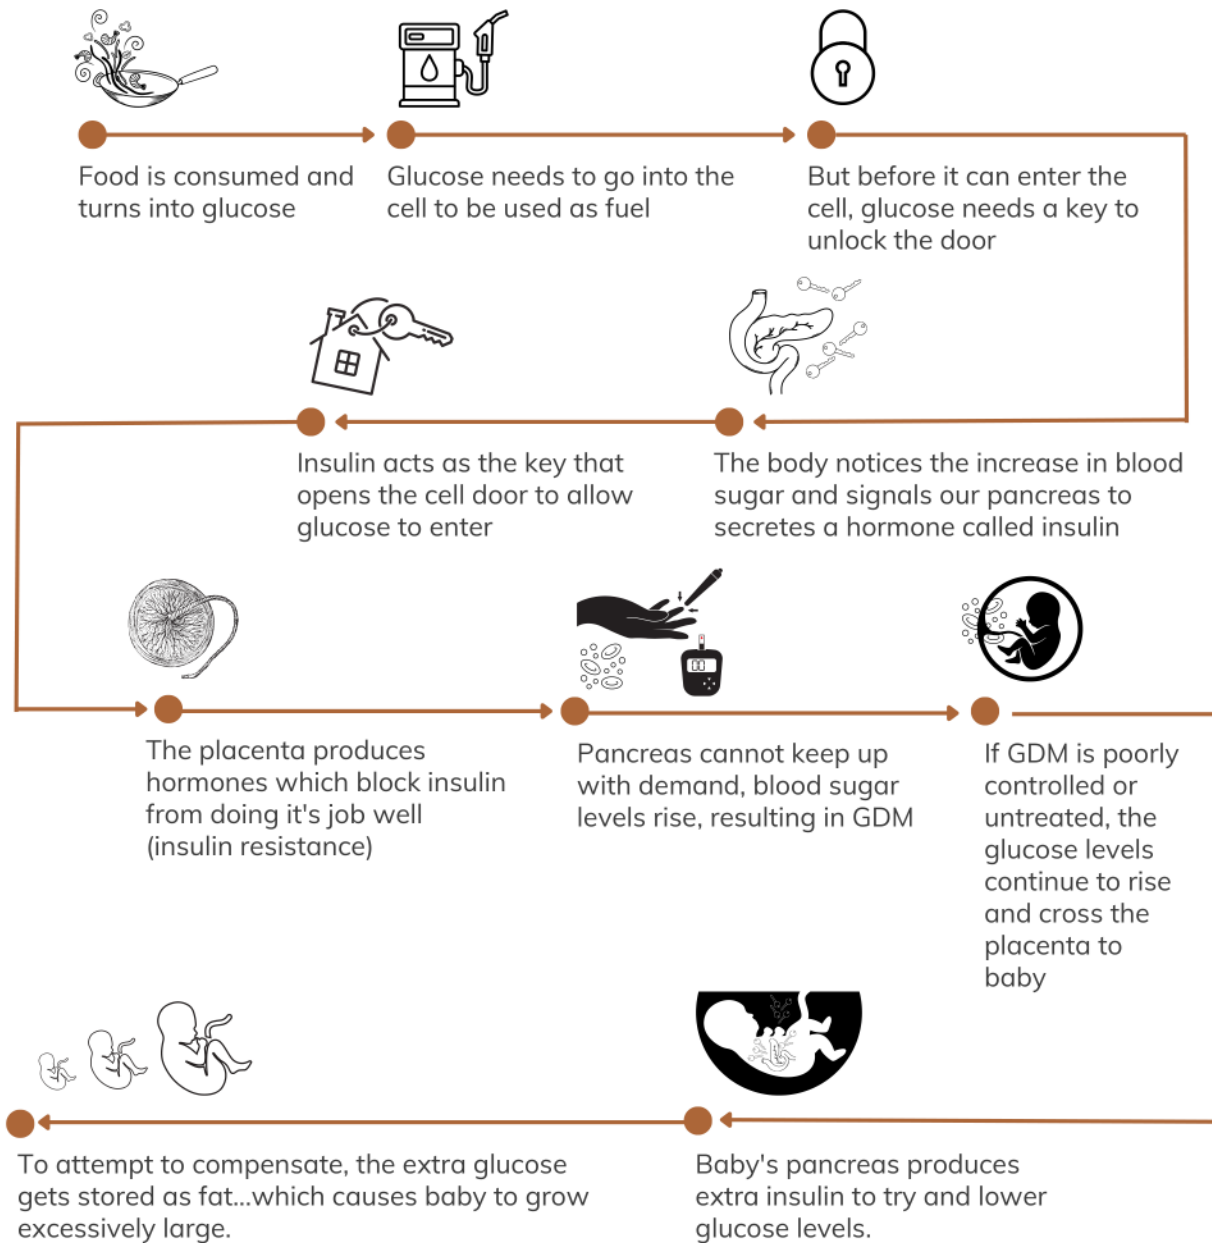 Food is consumed and
turns into glucose
Glucose needs to go into the
cell to be used as fuel
But before it can enter the
cell, glucose needs a key to
unlock the door
The body notices the increase in blood
sugar and signals our pancreas to
secretes a hormone called insulin
Insulin acts as the key that
opens the cell door to allow
glucose to enter
The placenta produces
hormones which block insulin
from doing it's job well
(insulin resistance)
Pancreas cannot keep up
with demand, blood sugar
levels rise, resulting in GDM
If GDM is poorly
controlled or
untreated, the
glucose levels
continue to rise
and cross the
placenta to
baby
Baby's pancreas produces
extra insulin to try and lower
glucose levels.
To attempt to compensate, the extra glucose
gets stored as fat...which causes baby to grow
excessively large.